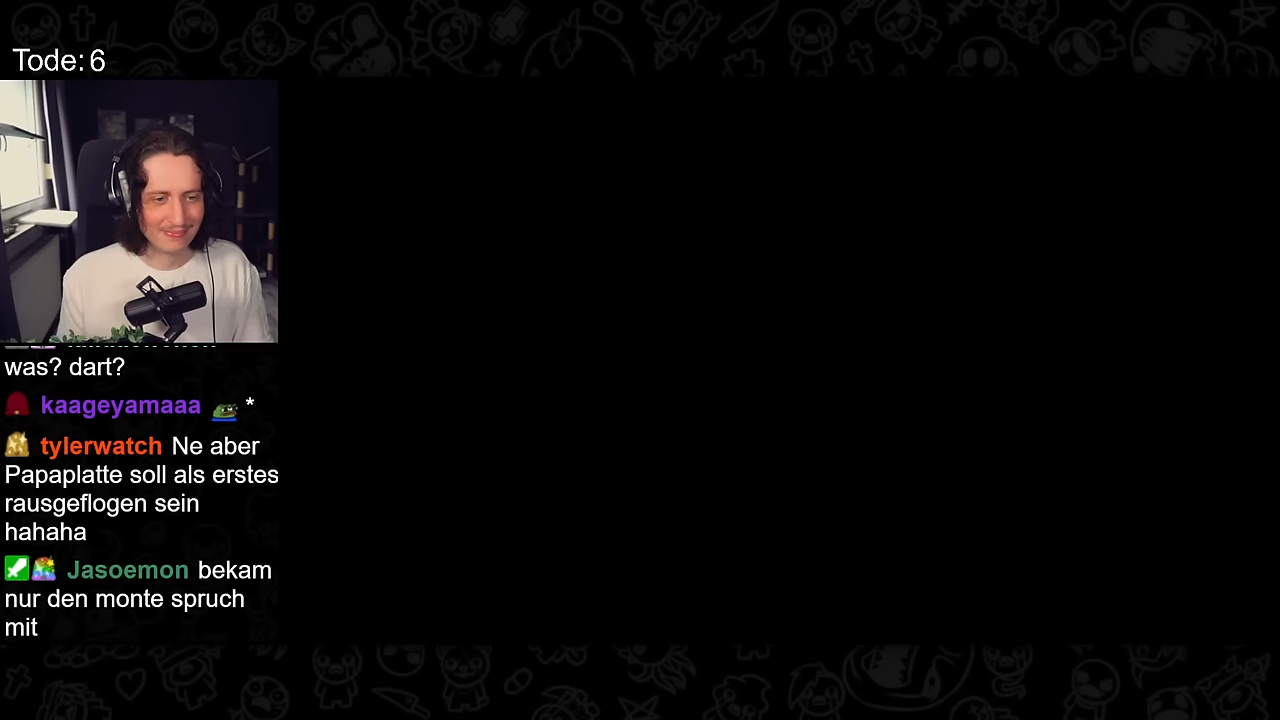 Tode: 6
was? dart?
kaageyamaaa *
tylerwatch Ne aber
Papaplatte soll als erstes
rausgeflogen sein
hahaha
Jasoemon bekam
nur den monte spruch
mit